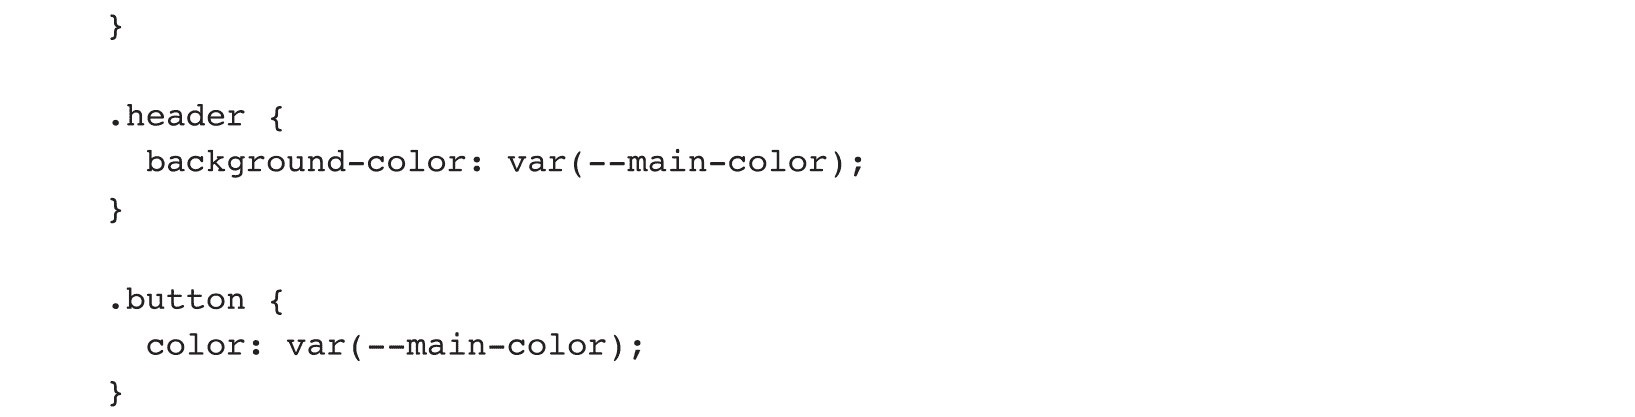 }

.header {
  background-color: var(--main-color);
}

.button {
  color: var(--main-color);
}